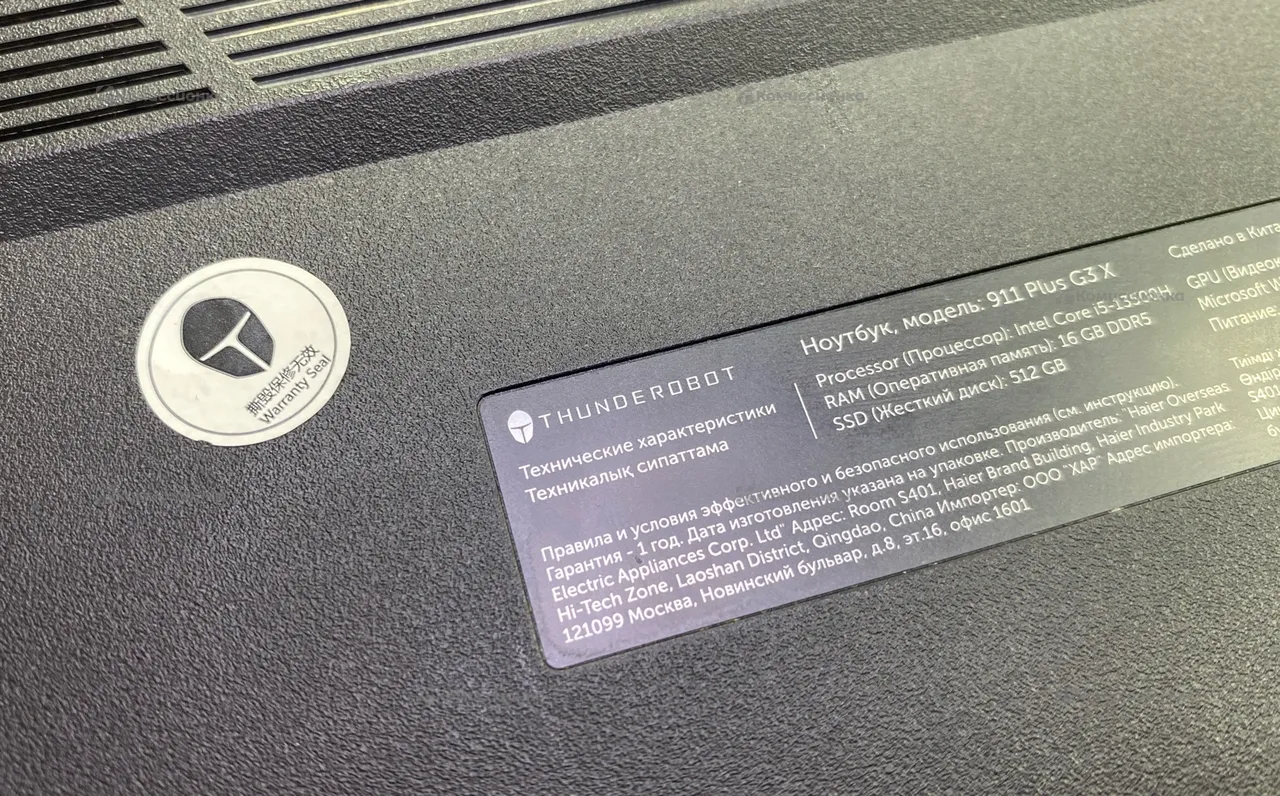 撕毁保修无效
Warranty Seal
THUNDEROBOT
Технические характеристики
Техникалық сипаттама
Ноутбук, модель: 911 Plus G3 X
Processor (Процессор): Intel Core i5-13500H
RAM (Оперативная память): 16 GB DDR5
SSD (Жесткий диск): 512 GB
Сделано в Кита
GPU (Видеок
Microsoft W
Питание:
Правила и условия эффективного и безопасного использования (см. инструкцию).
Гарантия - 1 год. Дата изготовления указана на упаковке. Производитель: "Haier Overseas
Electric Appliances Corp. Ltd" Адрес: Room S401, Haier Brand Building, Haier Industry Park
Hi-Tech Zone, Laoshan District, Qingdao, China Импортер: ООО "ХАР" Адрес импортера:
121099 Москва, Новинский бульвар, д.8, эт.16, офис 1601
Тиімді
Өндір
S401